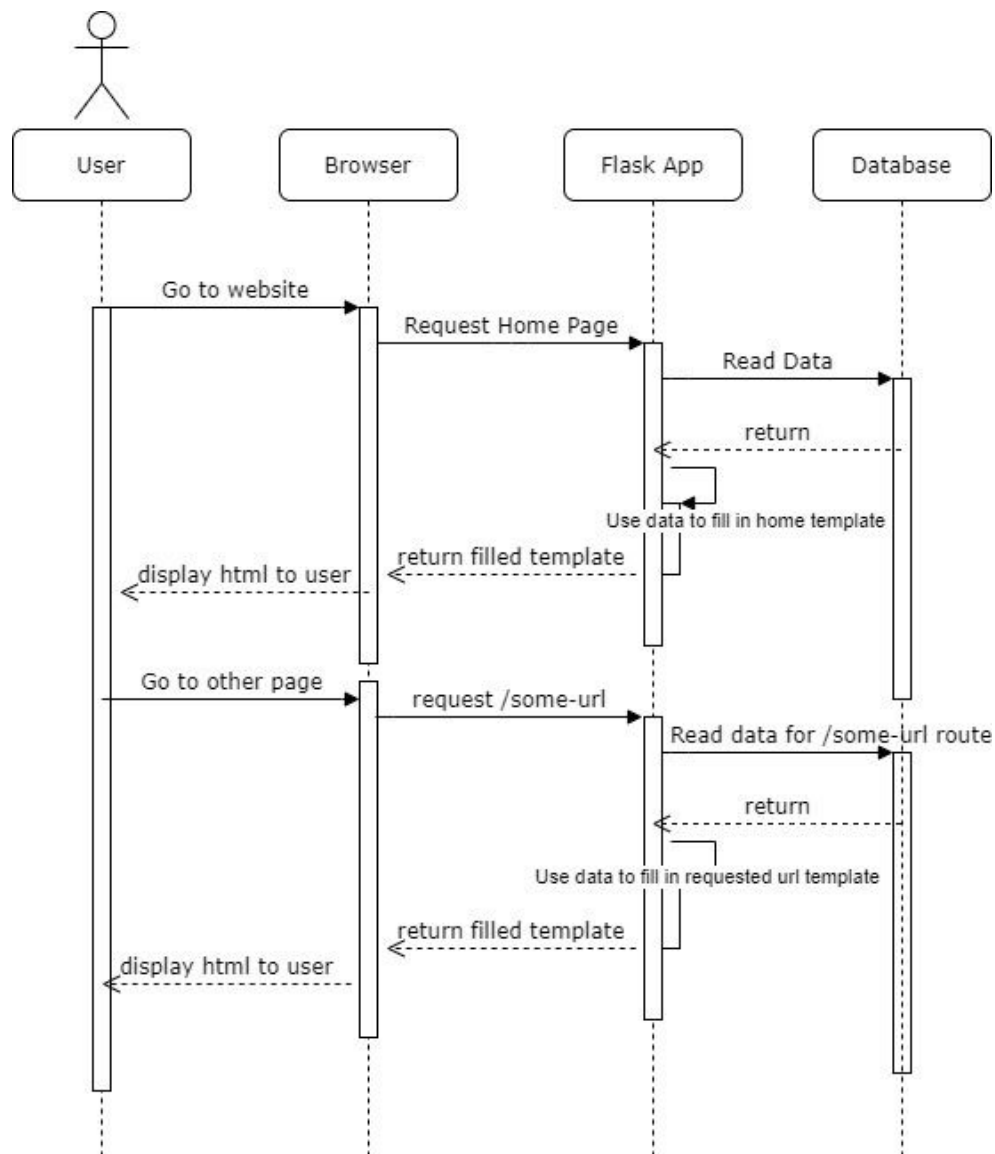 User
Browser
Flask App
Database
Go to website
Request Home Page
Read Data
return
Use data to fill in home template
return filled template
display html to user
Go to other page
request /some-url
Read data for /some-url route
return
Use data to fill in requested url template
return filled template
display html to user